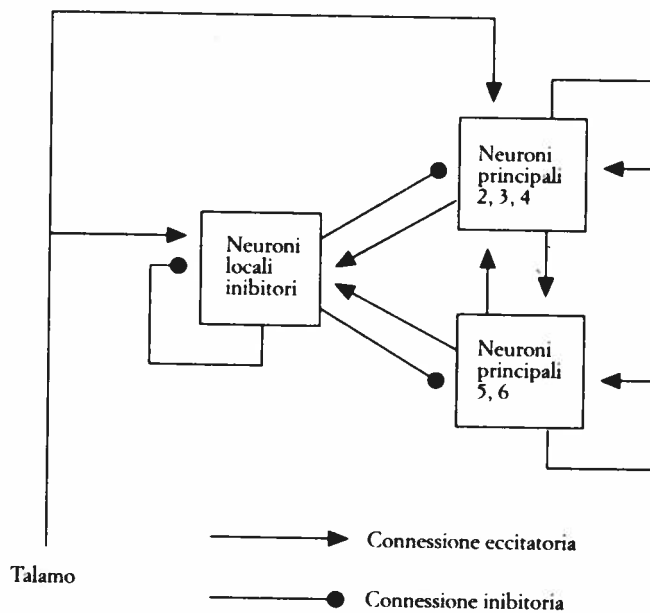 Neuroni
principali
2, 3, 4
Neuroni
locali
inibitori
Neuroni
principali
5, 6
Connessione eccitatoria
Talamo
Connessione inibitoria